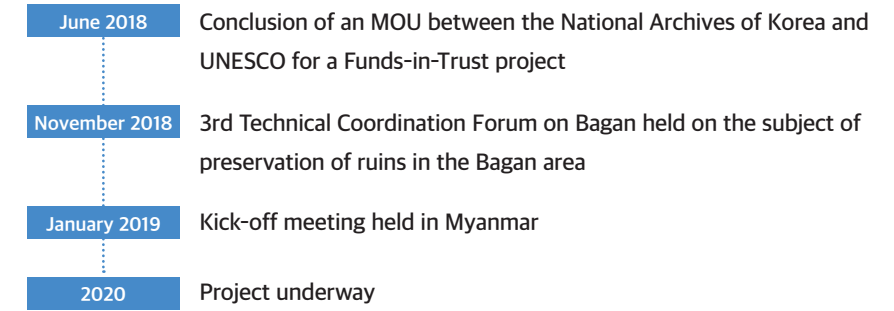 June 2018
Conclusion of an MOU between the National Archives of Korea and
UNESCO for a Funds-in-Trust project
November 2018
3rd Technical Coordination Forum on Bagan held on the subject of
preservation of ruins in the Bagan area
January 2019
Kick-off meeting held in Myanmar
2020
Project underway